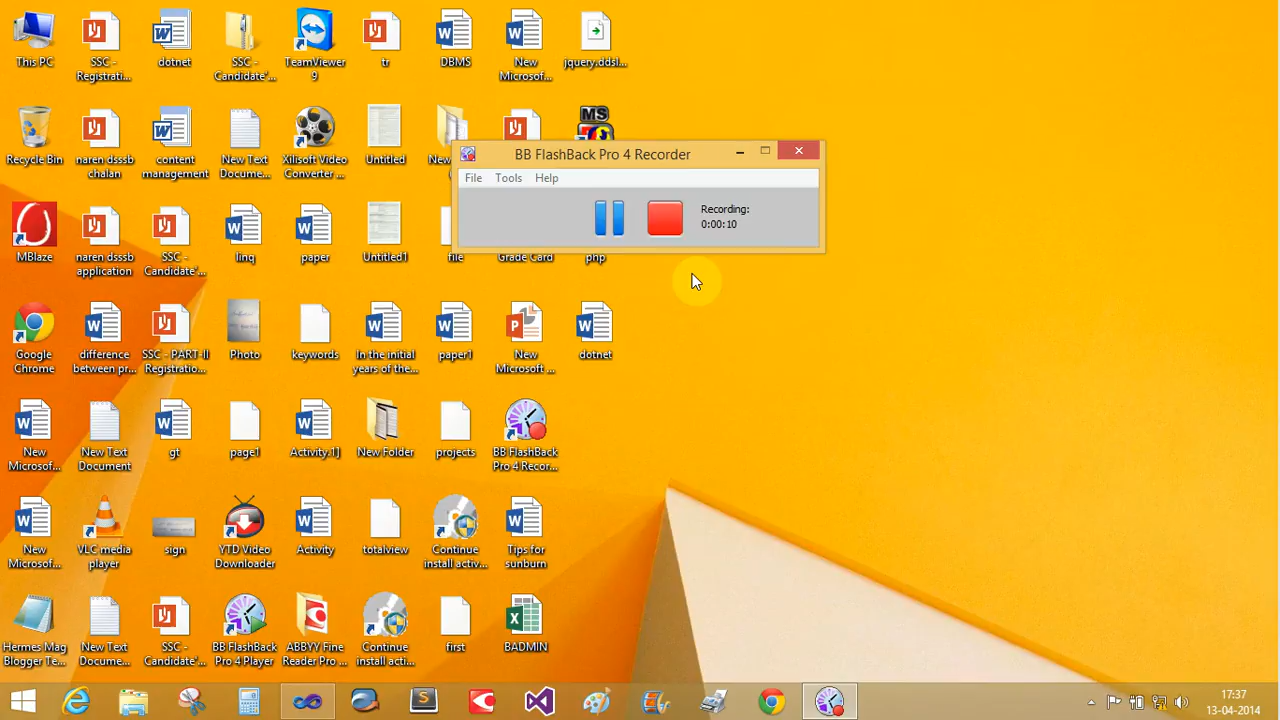 This PC
SSC -
Registrati...
dotnet
SSC -
Candidate'...
TeamViewer
9
tr
DBMS
New
Microsof...
jquery.ddsl...
Recycle Bin
naren dsssb
chalan
content
management
New Text
Docume...
Xilisoft Video
Converter ...
Untitled
MS
BB FlashBack Pro 4 Recorder
File Tools Help
Recording:
0:00:10
MBlaze
naren dsssb
application
SSC -
Candidate'...
linq
paper
Untitled1
file
Grade Card
php
Google
Chrome
difference
between pr...
SSC - PART-II
Registratio...
Photo
keywords
In the initial
years of the...
paper1
New
Microsoft ...
dotnet
New
Microsof...
New Text
Document
gt
page1
Activity.1]
New Folder
projects
BB FlashBack
Pro 4 Recor...
New
Microsof...
VLC media
player
sign
YTD Video
Downloader
Activity
totalview
Continue
install activ...
Tips for
sunburn
Hermes Mag
Blogger Te...
New Text
Docume...
SSC -
Candidate'...
BB FlashBack
Pro 4 Player
ABBYY Fine
Reader Pro ...
Continue
install acti...
first
BADMIN
17:37
13-04-2014